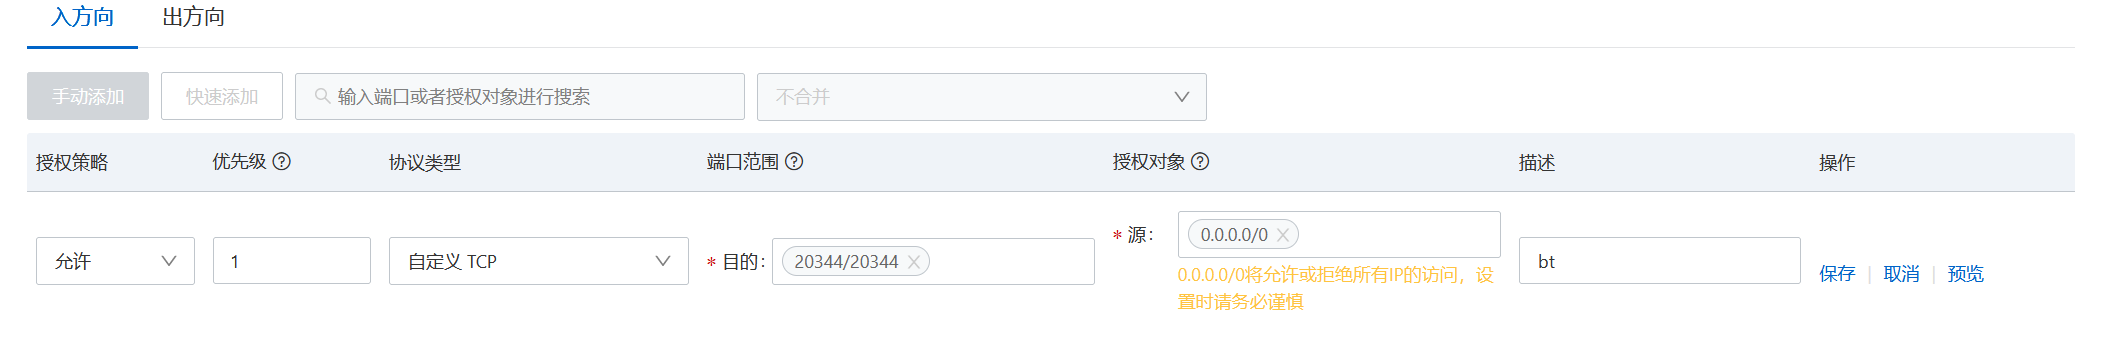 入方向 出方向
手动添加 快速添加 输入端口或者授权对象进行搜索 不合并
授权策略 优先级 ? 协议类型 端口范围 ? 授权对象 ? 描述 操作
允许 1 自定义 TCP * 目的: 20344/20344 × * 源: 0.0.0.0/0 × bt 保存 | 取消 | 预览
0.0.0.0/0将允许或拒绝所有IP的访问，设
置时请务必谨慎